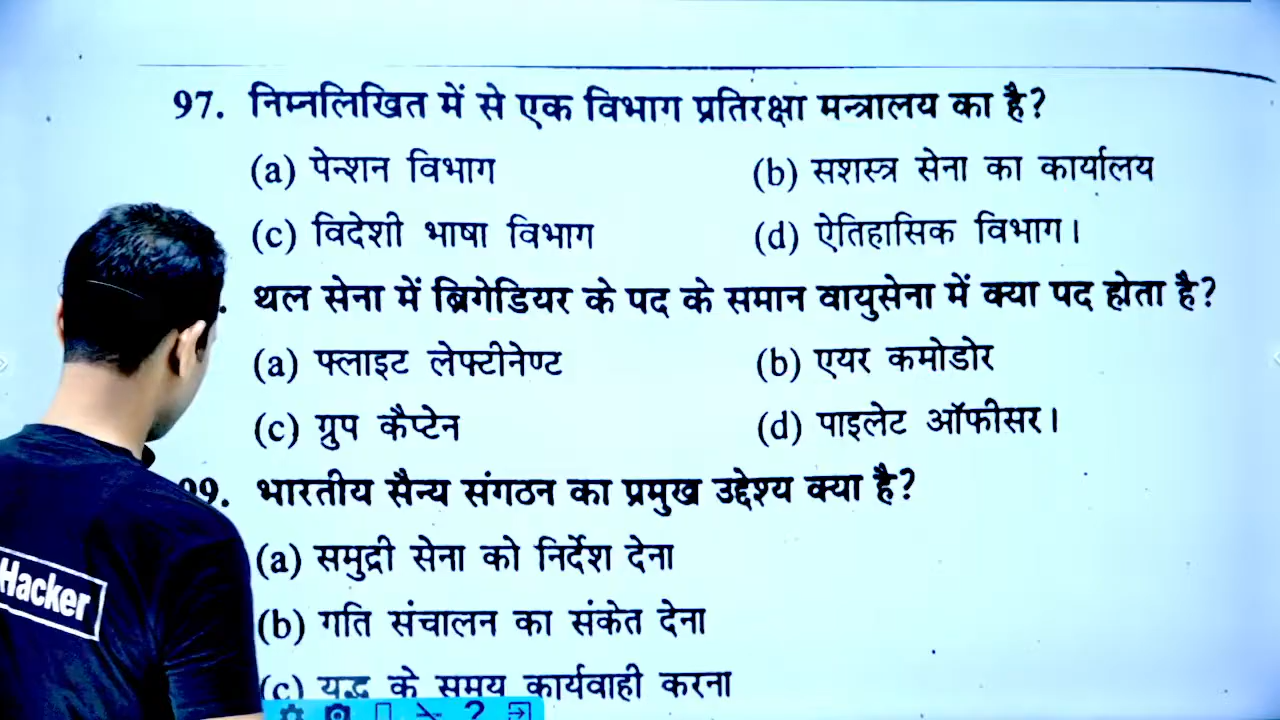 97. निम्नलिखित में से एक विभाग प्रतिरक्षा मन्त्रालय का है?
(a) पेन्शन विभाग (b) सशस्त्र सेना का कार्यालय
(c) विदेशी भाषा विभाग (d) ऐतिहासिक विभाग।
. थल सेना में ब्रिगेडियर के पद के समान वायुसेना में क्या पद होता है?
(a) फ्लाइट लेफ्टीनेण्ट (b) एयर कमोडोर
(c) ग्रुप कैप्टेन (d) पाइलेट ऑफीसर।
99. भारतीय सैन्य संगठन का प्रमुख उद्देश्य क्या है?
(a) समुद्री सेना को निर्देश देना
(b) गति संचालन का संकेत देना
Hacker
(c) युद्ध के समय कार्यवाही करना